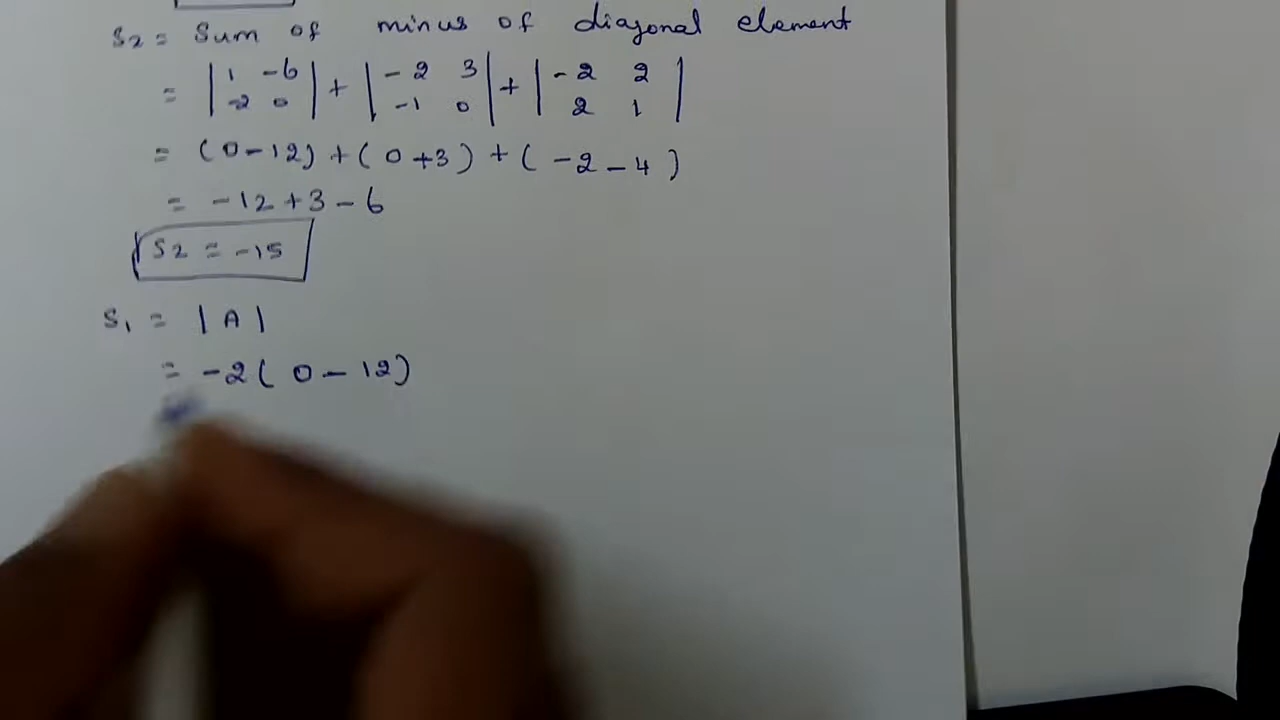 S2 = Sum of minus of diagonal element
= | 1 -6 | + | -2 3 | + | -2 2 |
| -2 0 | | -1 0 | | 2 1 |
= (0-12) + (0+3) + (-2-4)
= -12+3-6
S2 = -15
S1 = |A|
= -2(0-12)